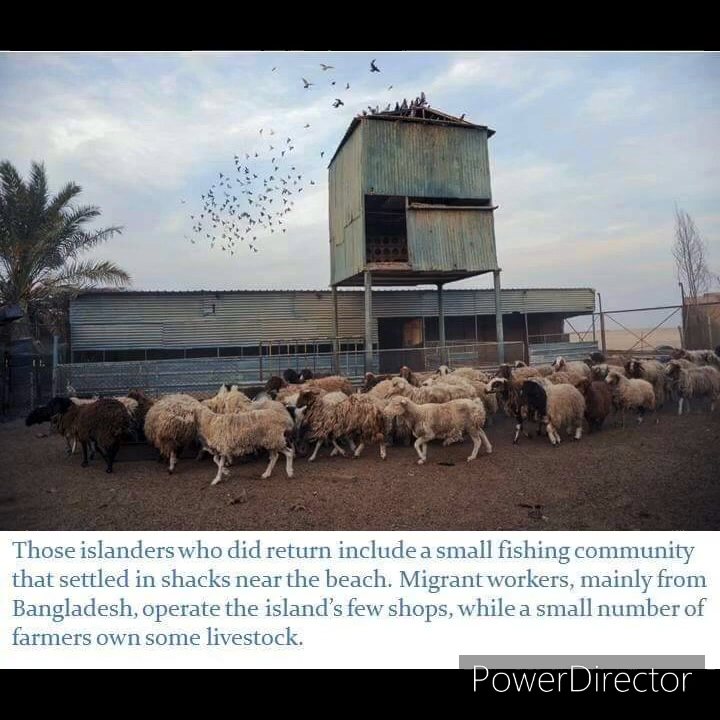 Those islanders who did return include a small fishing community
that settled in shacks near the beach. Migrant workers, mainly from
Bangladesh, operate the island's few shops, while a small number of
farmers own some livestock.
PowerDirector